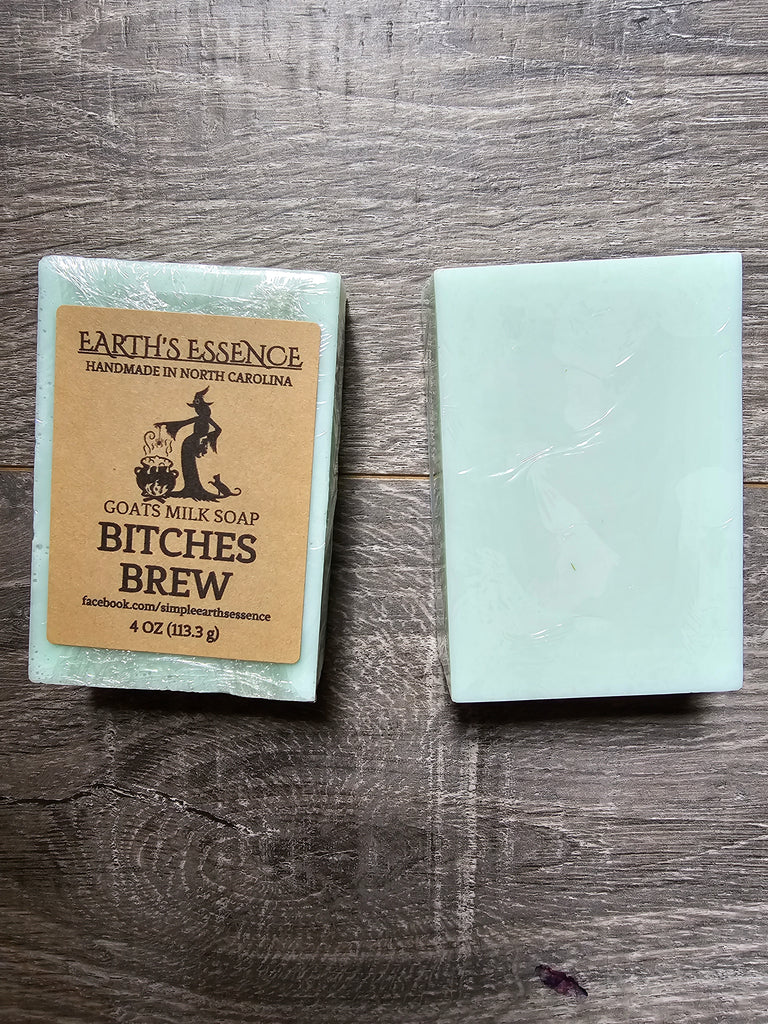 EARTH'S ESSENCE
HANDMADE IN NORTH CAROLINA
GOATS MILK SOAP
BITCHES
BREW
facebook.com/simpleearthsessence
4 OZ (113.3 g)